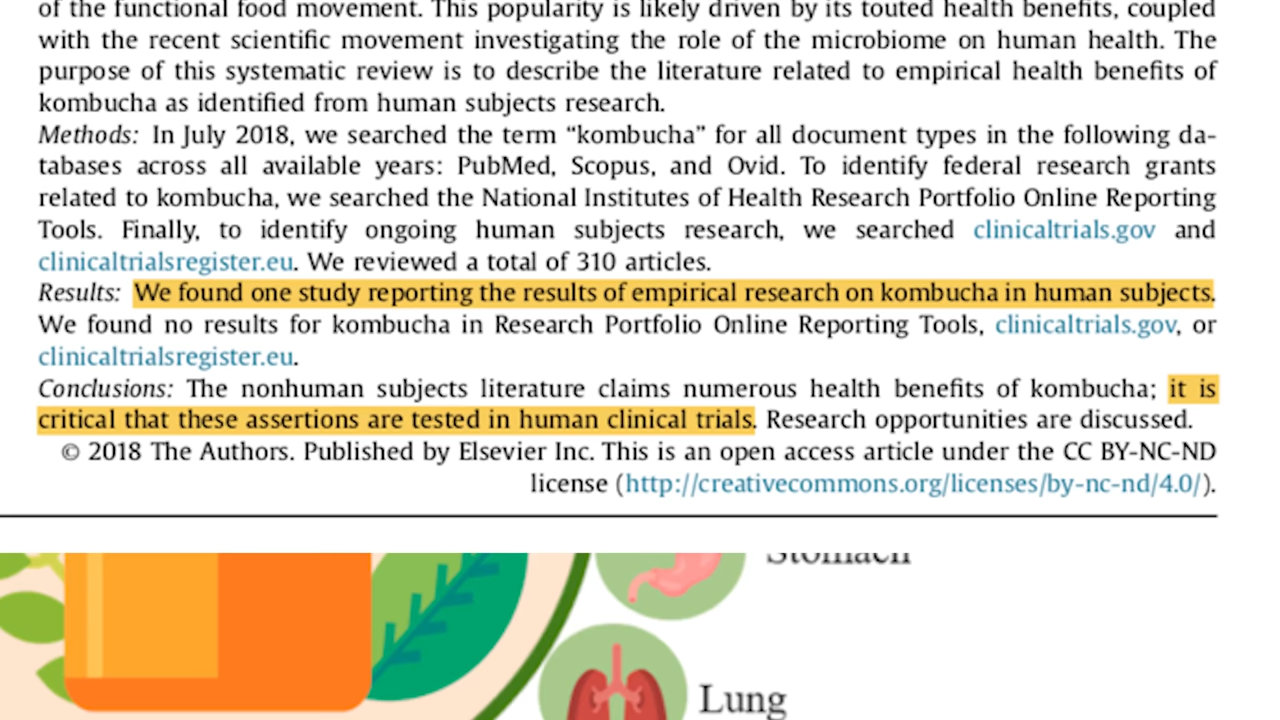 of the functional food movement. This popularity is likely driven by its touted health benefits, coupled
with the recent scientific movement investigating the role of the microbiome on human health. The
purpose of this systematic review is to describe the literature related to empirical health benefits of
kombucha as identified from human subjects research.
Methods: In July 2018, we searched the term “kombucha” for all document types in the following da-
tabases across all available years: PubMed, Scopus, and Ovid. To identify federal research grants
related to kombucha, we searched the National Institutes of Health Research Portfolio Online Reporting
Tools. Finally, to identify ongoing human subjects research, we searched clinicaltrials.gov and
clinicaltrialsregister.eu. We reviewed a total of 310 articles.
Results: We found one study reporting the results of empirical research on kombucha in human subjects.
We found no results for kombucha in Research Portfolio Online Reporting Tools, clinicaltrials.gov, or
clinicaltrialsregister.eu.
Conclusions: The nonhuman subjects literature claims numerous health benefits of kombucha; it is
critical that these assertions are tested in human clinical trials. Research opportunities are discussed.
© 2018 The Authors. Published by Elsevier Inc. This is an open access article under the CC BY-NC-ND
license (http://creativecommons.org/licenses/by-nc-nd/4.0/).
Stomach
Lung